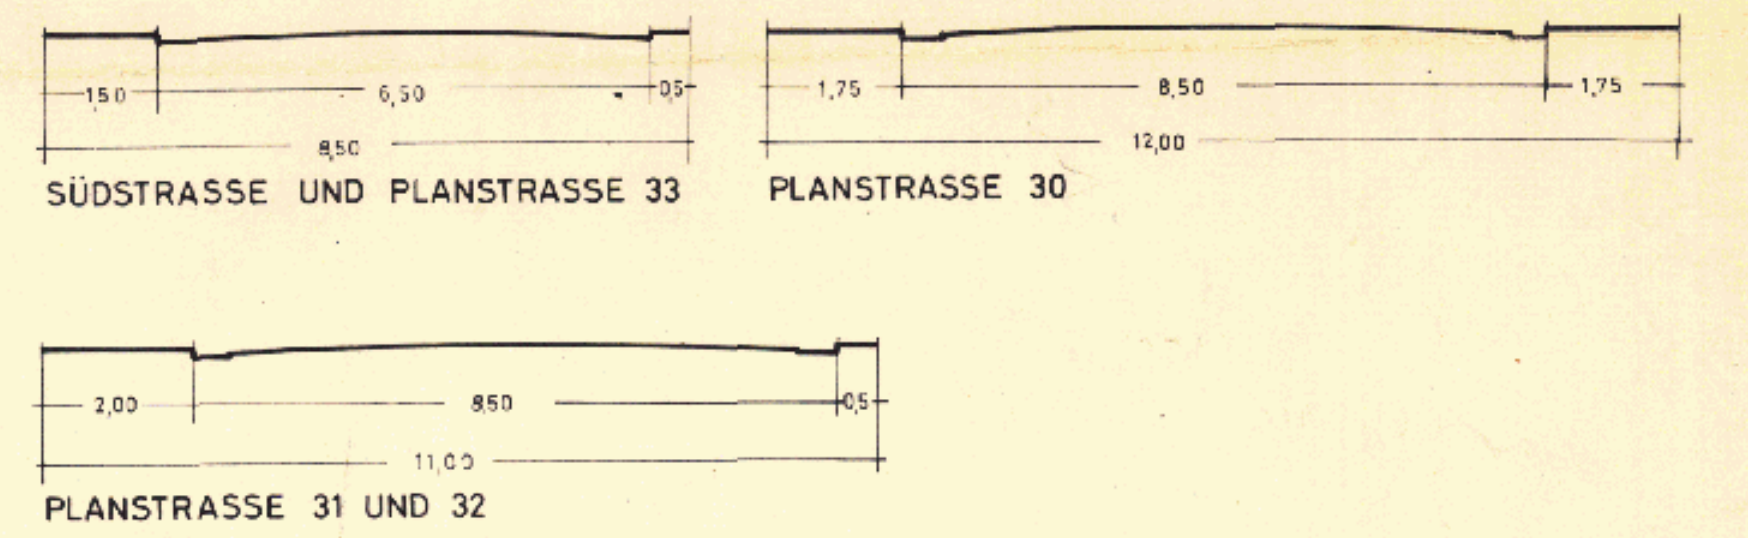 1,50 6,50 0,5
8,50
SÜDSTRASSE UND PLANSTRASSE 33
1,75 8,50 1,75
12,00
PLANSTRASSE 30
2,00 8,50 0,5
11,00
PLANSTRASSE 31 UND 32